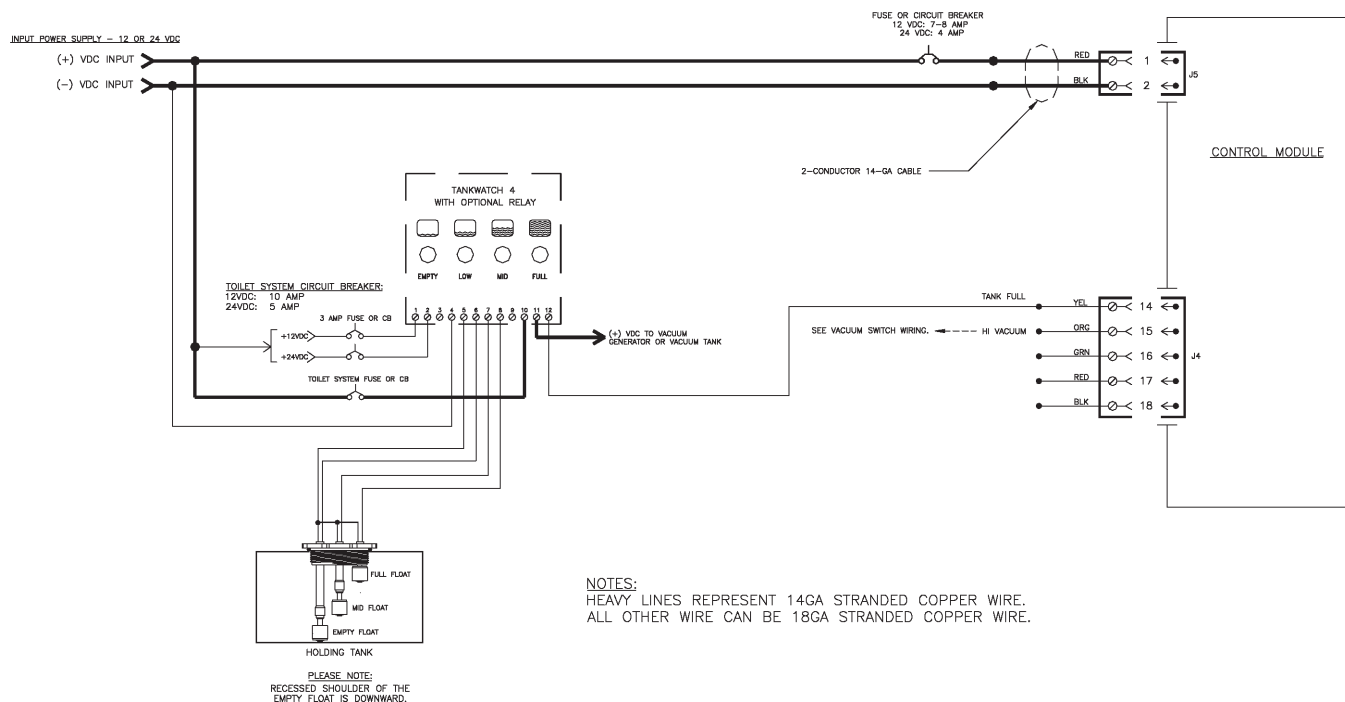 FUSE OR CIRCUIT BREAKER
12 VDC: 7-8 AMP
24 VDC: 4 AMP
INPUT POWER SUPPLY - 12 OR 24 VDC
(+) VDC INPUT
(-) VDC INPUT
RED
1
BLK
2
J5
CONTROL MODULE
2-CONDUCTOR 14-GA CABLE
TANKWATCH 4
WITH OPTIONAL RELAY
EMPTY LOW MID FULL
1 2 3 4 5 6 7 8 9 10 11 12
TOILET SYSTEM CIRCUIT BREAKER:
12VDC: 10 AMP
24VDC: 5 AMP
3 AMP FUSE OR CB
+12VDC
+24VDC
TOILET SYSTEM FUSE OR CB
(+) VDC TO VACUUM
GENERATOR OR VACUUM TANK
TANK FULL
YEL
14
SEE VACUUM SWITCH WIRING.
HI VACUUM
ORG
15
GRN
16
J4
RED
17
BLK
18
FULL FLOAT
MID FLOAT
EMPTY FLOAT
HOLDING TANK
PLEASE NOTE:
RECESSED SHOULDER OF THE
EMPTY FLOAT IS DOWNWARD.
NOTES:
HEAVY LINES REPRESENT 14GA STRANDED COPPER WIRE.
ALL OTHER WIRE CAN BE 18GA STRANDED COPPER WIRE.